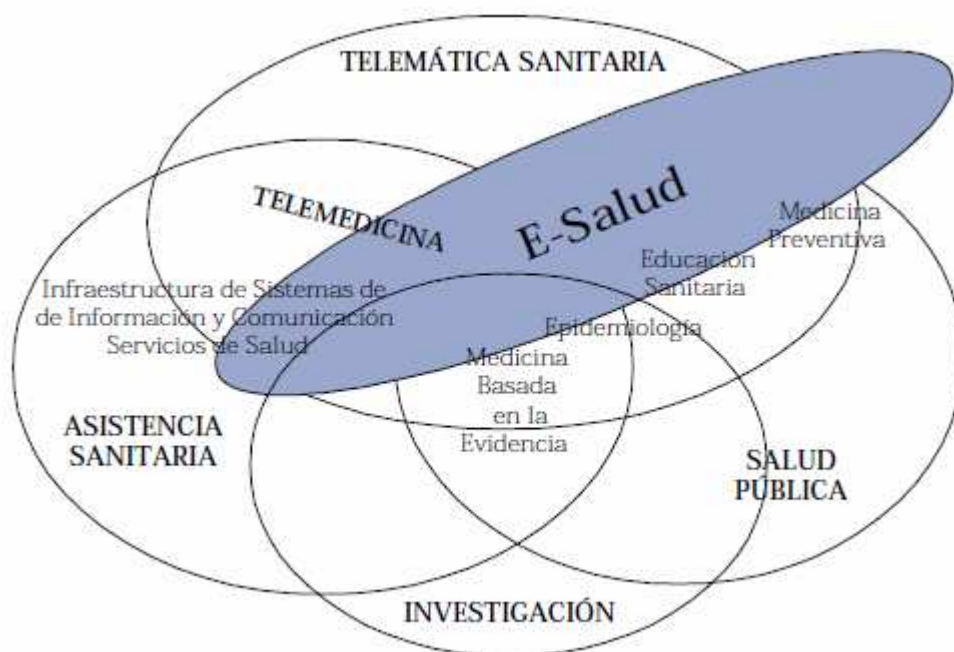 TELEMÁTICA SANITARIA
TELEMEDICINA
E-Salud
Medicina
Preventiva
Educación
Sanitaria
Infraestructura de Sistemas de
de Información y Comunicación
Servicios de Salud
Epidemiología
Medicina
Basada
en la
Evidencia
ASISTENCIA
SANITARIA
SALUD
PÚBLICA
INVESTIGACIÓN